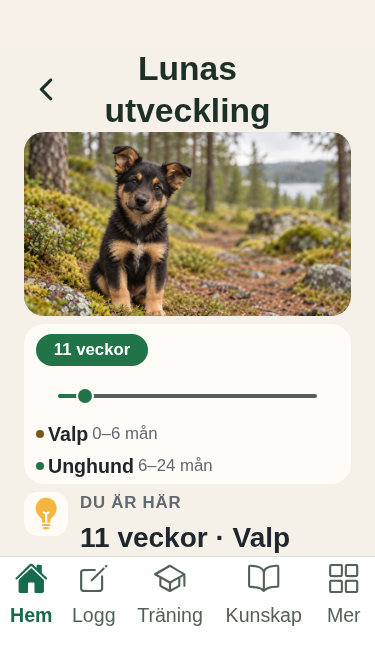 Lunas
utveckling
11 veckor
Valp 0–6 mån
Unghund 6–24 mån
DU ÄR HÄR
11 veckor · Valp
Hem Logg Träning Kunskap Mer